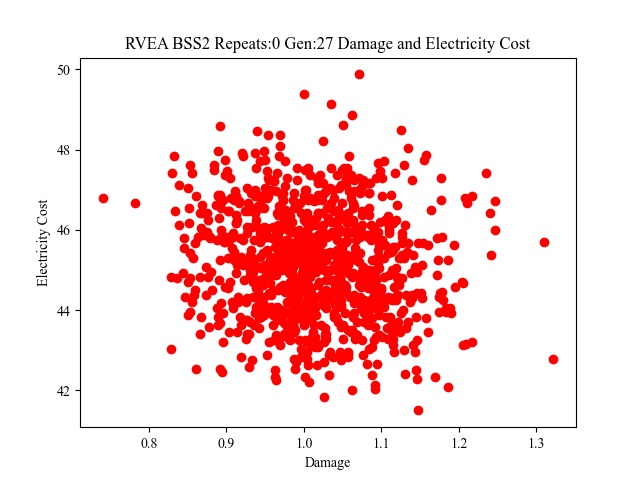 RVEA BSS2 Repeats:0 Gen:27 Damage and Electricity Cost
50
48
46
44
42
Electricity Cost
0.8 0.9 1.0 1.1 1.2 1.3
Damage